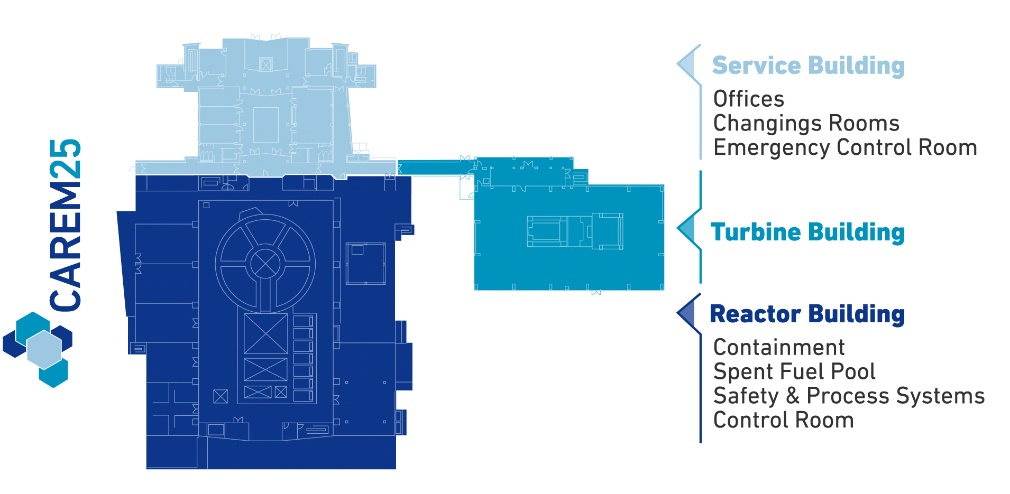 CAREM25
Service Building
Offices
Changings Rooms
Emergency Control Room
Turbine Building
Reactor Building
Containment
Spent Fuel Pool
Safety & Process Systems
Control Room